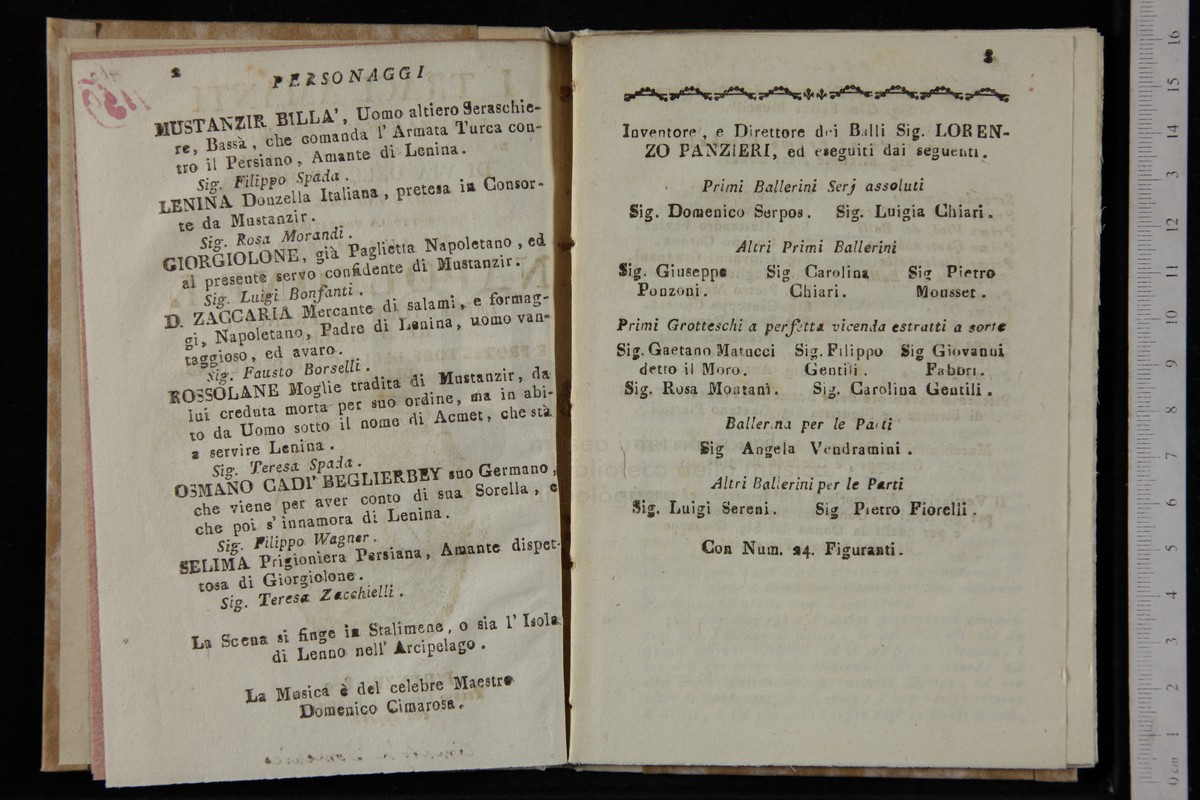 2
PERSONAGGI
MUSTANZIR BILLA', Uomo altiero Seraschie-
re, Bassà, che comanda l' Armata Turca con-
tro il Persiano, Amante di Lenina.
Sig. Filippo Spada.
LENINA Donzella Italiana, pretesa in Consor-
te da Mustanzir.
Sig. Rosa Morandi.
GIORGIOLONE, già Paglietta Napoletano, ed
al presente servo confidente di Mustanzir.
Sig. Luigi Bonfanti.
D. ZACCARIA Mercante di salami, e formag-
gi, Napoletano, Padre di Lenina, uomo van-
taggioso, ed avaro.
Sig. Fausto Borselli.
ROSSOLANE Moglie tradita di Mustanzir, da
lui creduta morta per suo ordine, ma in abi-
to da Uomo sotto il nome di Acmet, che stà
a servire Lenina.
Sig. Teresa Spada.
OSMANO CADI' BEGLIERBEY suo Germano,
che viene per aver conto di sua Sorella, e
che poi s' innamora di Lenina.
Sig. Filippo Wagner.
SELIMA Prigioniera Persiana, Amante dispet-
tosa di Giorgiolone.
Sig. Teresa Zacchielli.
La Scena si finge in Stalimene, o sia l' Isola
di Lenno nell' Arcipelago.
La Musica è del celebre Maestro
Domenico Cimarosa.
Inventore, e Direttore dei Balli Sig. LOREN-
ZO PANZIERI, ed eseguiti dai seguenti.
Primi Ballerini Serj assoluti
Sig. Domenico Serpos. Sig. Luigia Chiari.
Altri Primi Ballerini
Sig. Giuseppe Sig. Carolina Sig Pietro
Ponzoni. Chiari. Mousset.
Primi Grotteschi a perfetta vicenda estratti a sorte
Sig. Gaetano Matucci Sig. Filippo Sig Giovanni
detto il Moro. Gentili. Fabbri.
Sig. Rosa Montani. Sig. Carolina Gentili.
Ballerina per le Parti
Sig Angela Vendramini.
Altri Ballerini per le Parti
Sig. Luigi Sereni. Sig Pietro Fiorelli.
Con Num. 24. Figuranti.